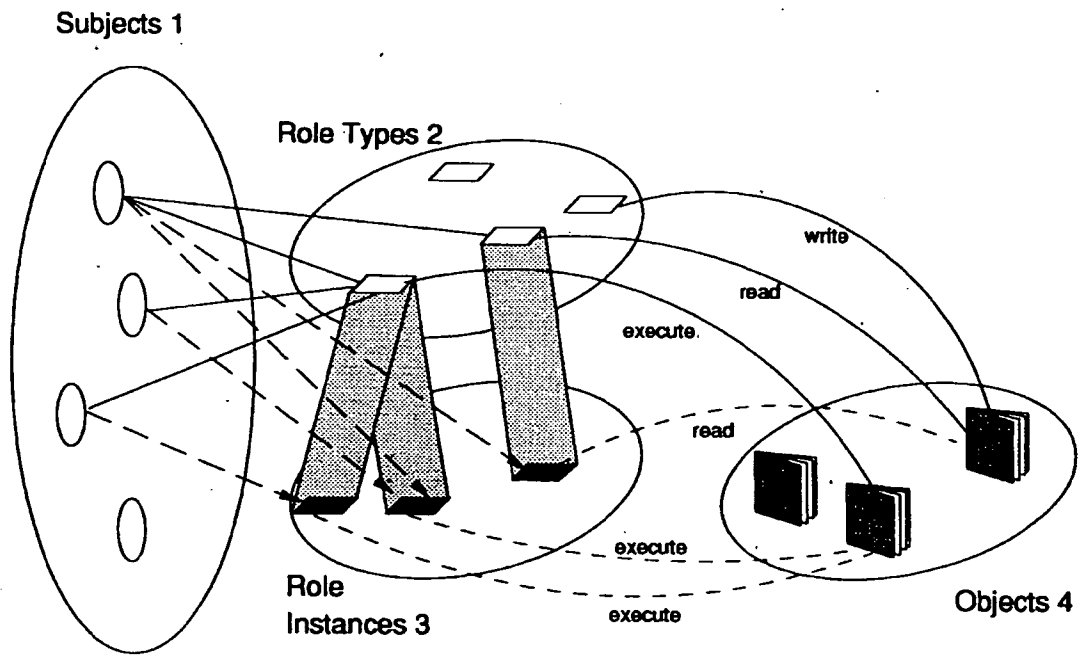 Subjects 1
Role Types 2
write
read
execute.
read
execute
execute
Role
Instances 3
Objects 4